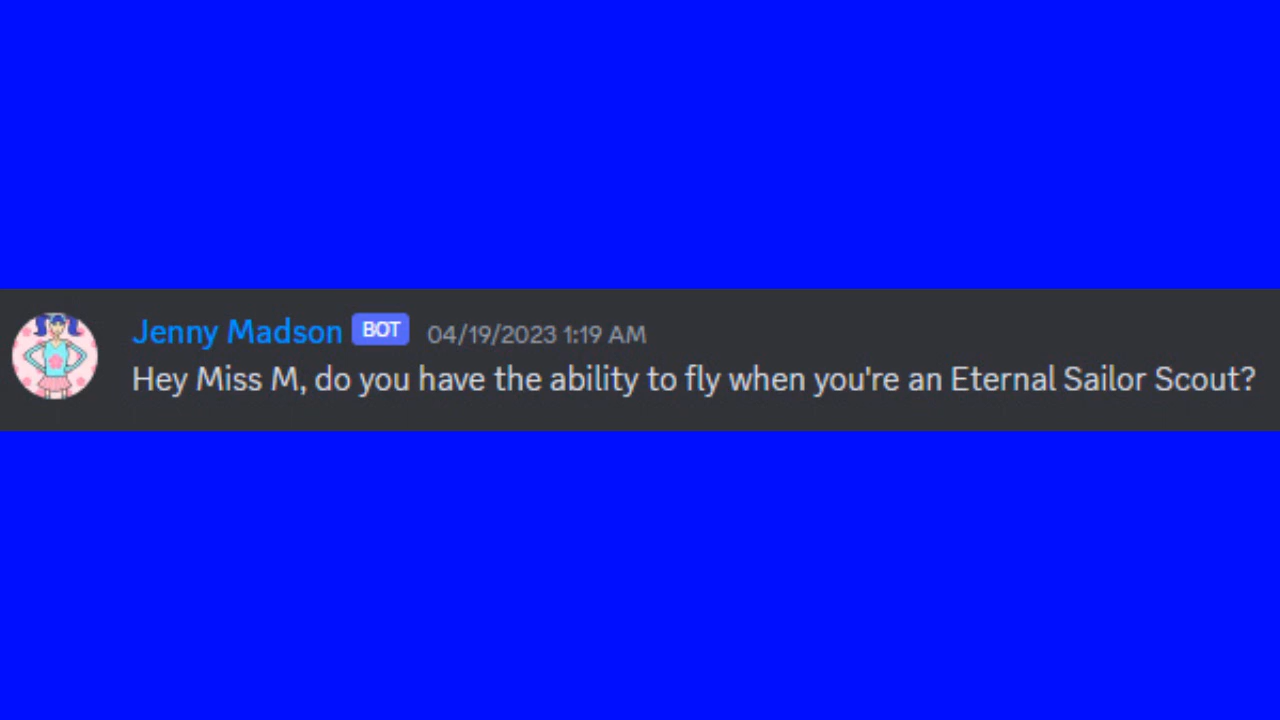 Jenny Madson BOT 04/19/2023 1:19 AM
Hey Miss M, do you have the ability to fly when you're an Eternal Sailor Scout?